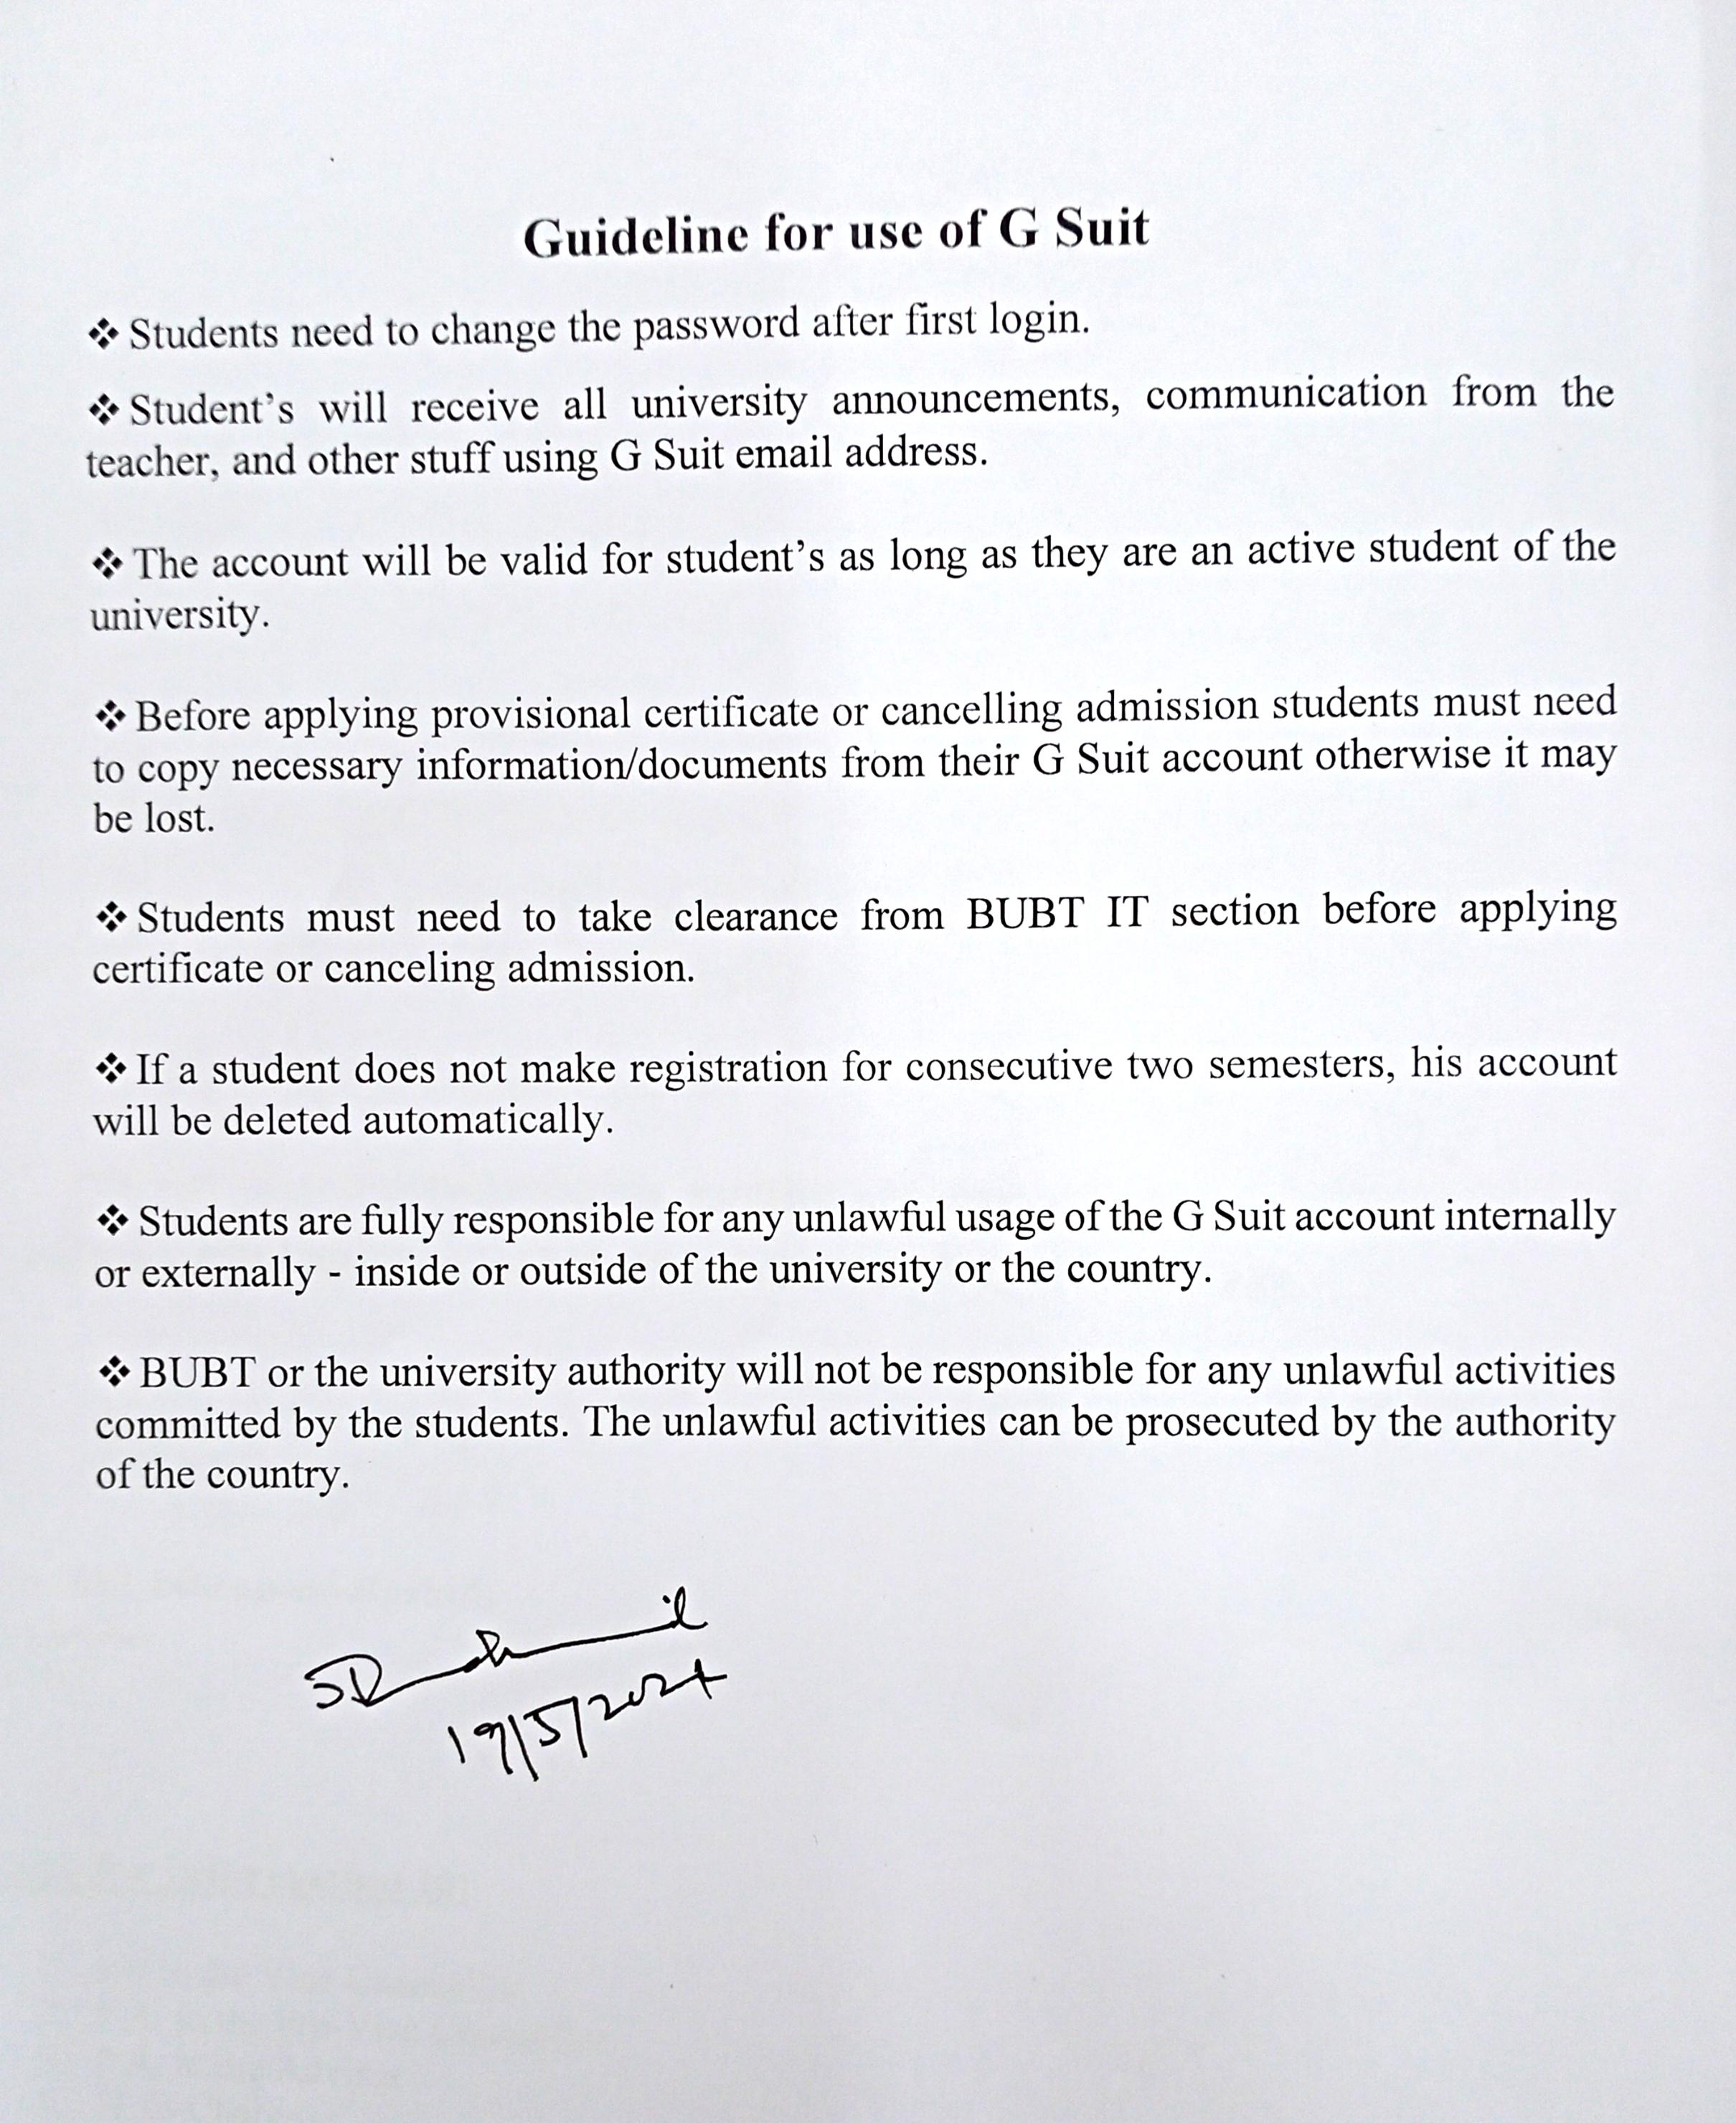 Guideline for use of G Suit
❖ Students need to change the password after first login.
❖ Student's will receive all university announcements, communication from the
teacher, and other stuff using G Suit email address.
❖ The account will be valid for student's as long as they are an active student of the
university.
❖ Before applying provisional certificate or cancelling admission students must need
to copy necessary information/documents from their G Suit account otherwise it may
be lost.
❖ Students must need to take clearance from BUBT IT section before applying
certificate or canceling admission.
❖ If a student does not make registration for consecutive two semesters, his account
will be deleted automatically.
❖ Students are fully responsible for any unlawful usage of the G Suit account internally
or externally - inside or outside of the university or the country.
❖ BUBT or the university authority will not be responsible for any unlawful activities
committed by the students. The unlawful activities can be prosecuted by the authority
of the country.
19/5/2024